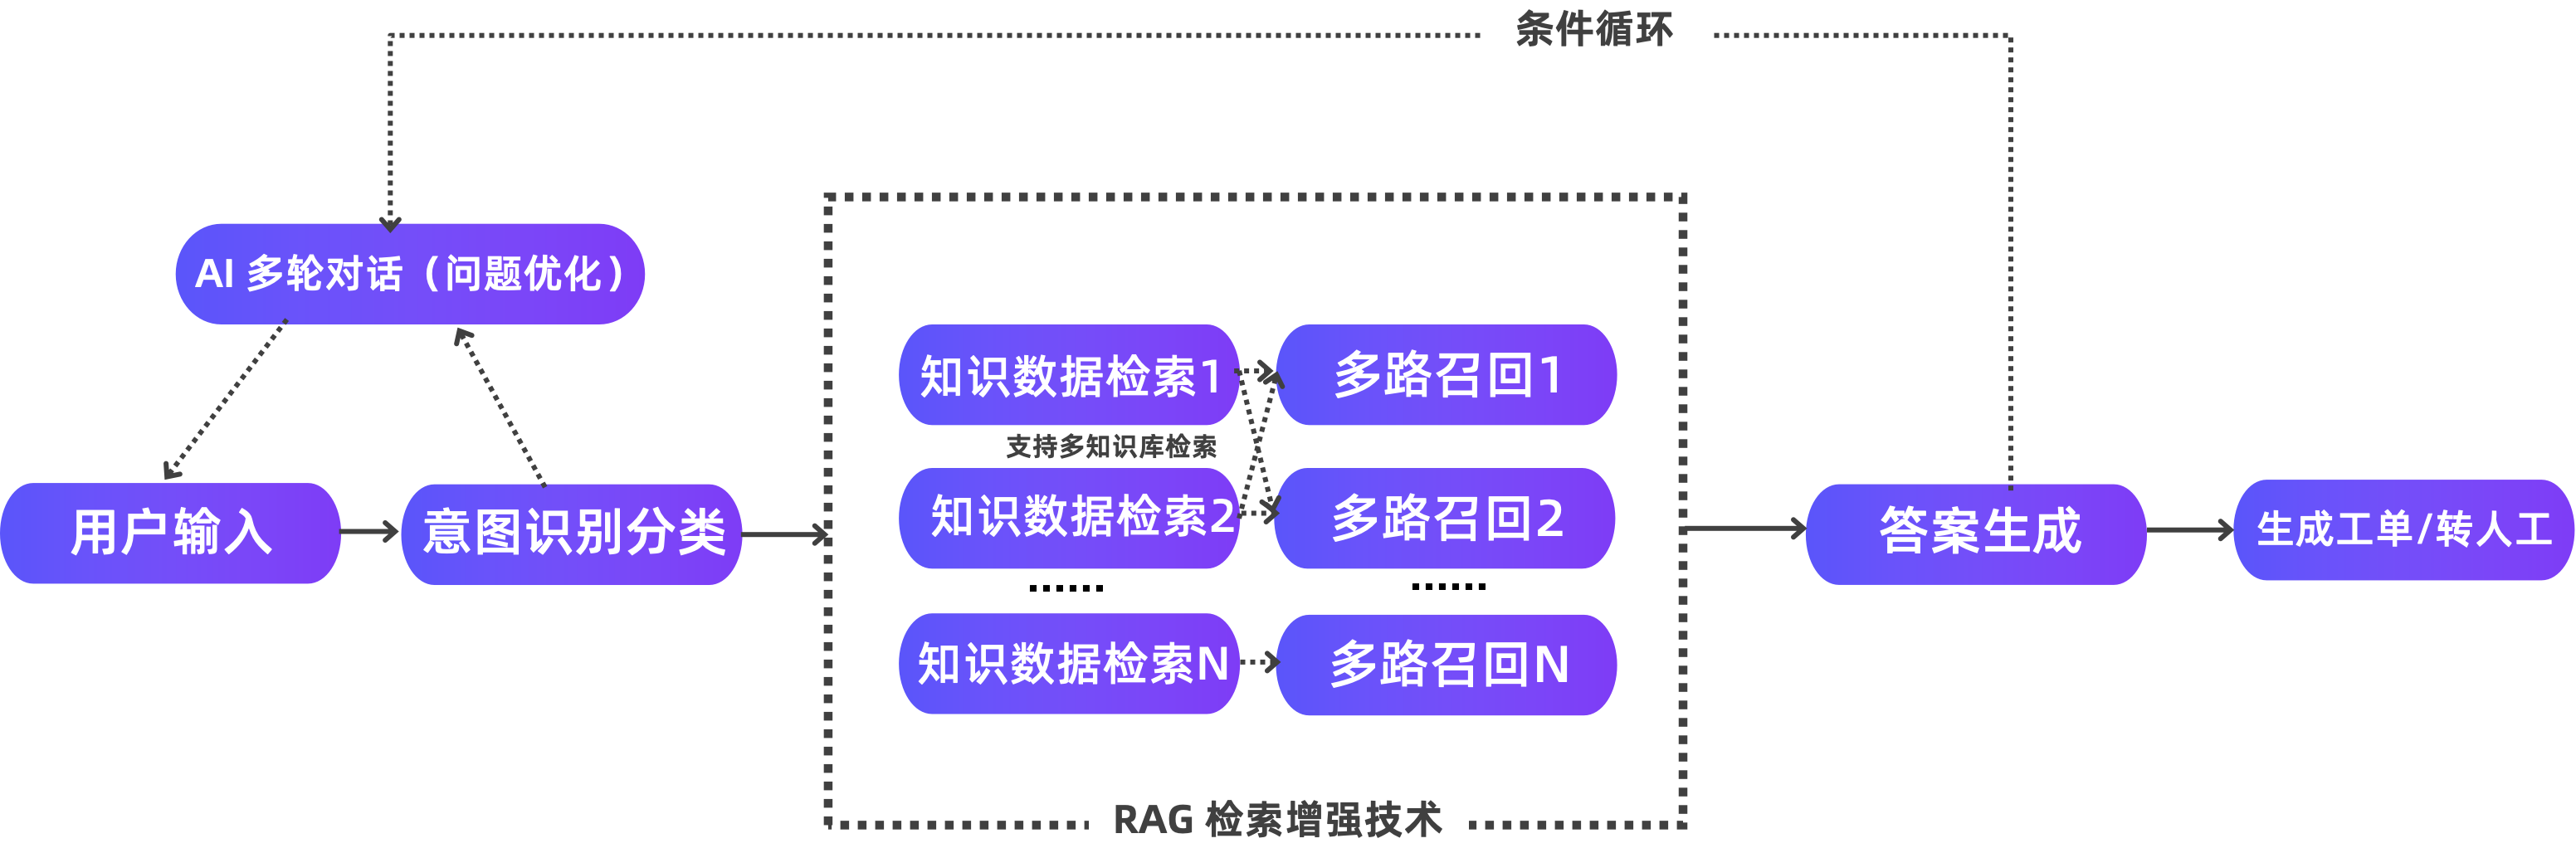 条件循环
AI 多轮对话（问题优化）
用户输入
意图识别分类
知识数据检索1
多路召回1
支持多知识库检索
知识数据检索2
多路召回2
······
······
知识数据检索N
多路召回N
RAG 检索增强技术
答案生成
生成工单/转人工